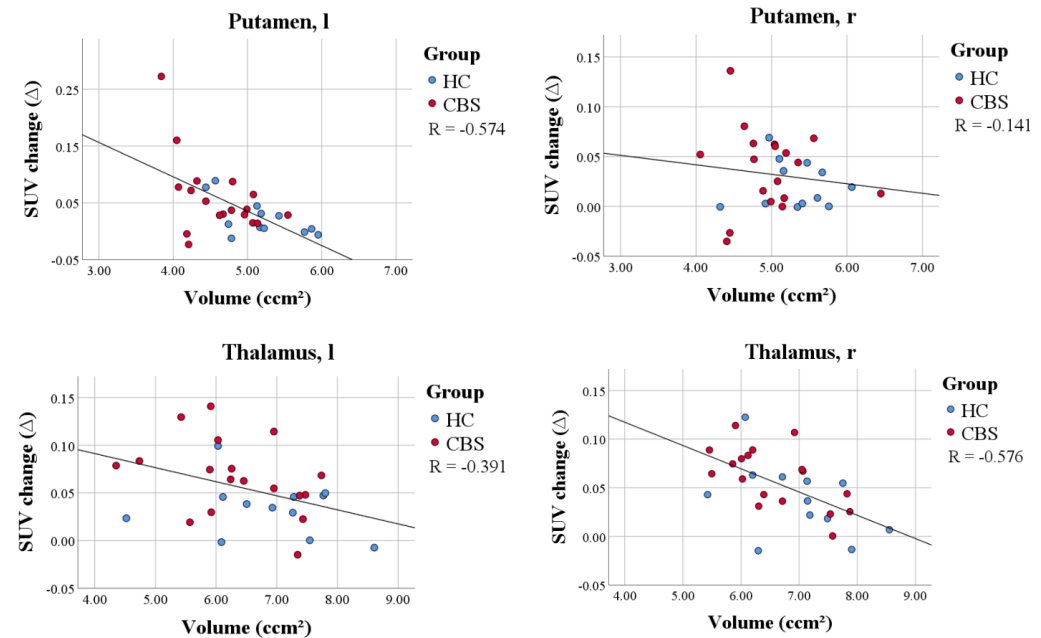 Putamen, l
SUV change (Δ)
0.25
0.15
0.05
-0.05
3.00 4.00 5.00 6.00 7.00
Volume (ccm²)
Group
HC
CBS
R = -0.574
Putamen, r
SUV change (Δ)
0.15
0.10
0.05
0.00
-0.05
3.00 4.00 5.00 6.00 7.00
Volume (ccm²)
Group
HC
CBS
R = -0.141
Thalamus, l
SUV change (Δ)
0.15
0.10
0.05
0.00
-0.05
4.00 5.00 6.00 7.00 8.00 9.00
Volume (ccm²)
Group
HC
CBS
R = -0.391
Thalamus, r
SUV change (Δ)
0.15
0.10
0.05
0.00
-0.05
4.00 5.00 6.00 7.00 8.00 9.00
Volume (ccm²)
Group
HC
CBS
R = -0.576